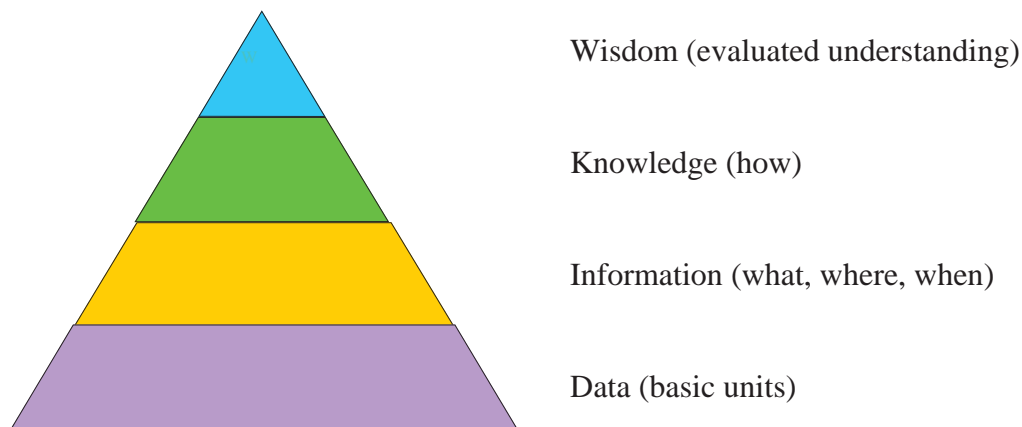 Wisdom (evaluated understanding)
Knowledge (how)
Information (what, where, when)
Data (basic units)